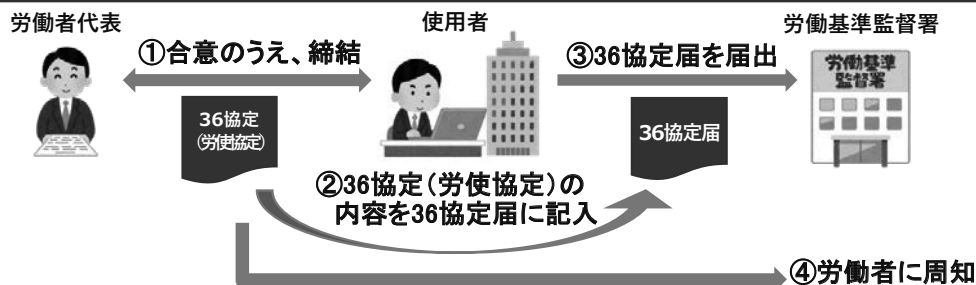 労働者代表
使用者
労働基準監督署
①合意のうえ、締結
③36協定届を届出
労働基準
監督署
36協定
(労使協定)
36協定届
②36協定(労使協定)の
内容を36協定届に記入
④労働者に周知